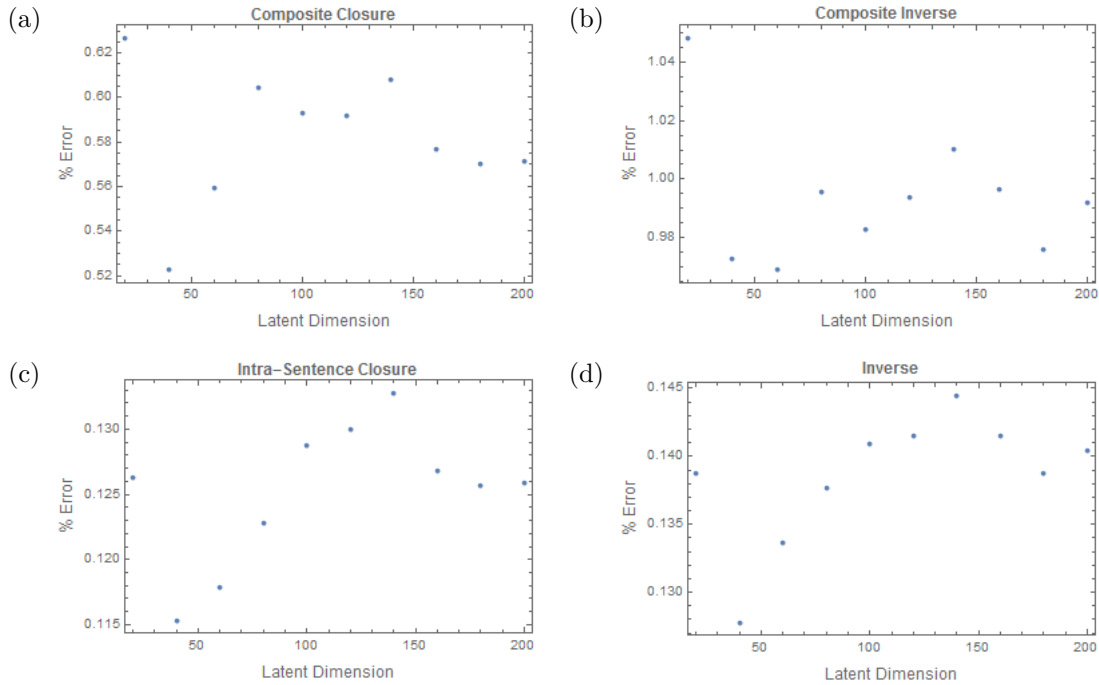 (a)
Composite Closure
% Error
0.62
0.60
0.58
0.56
0.54
0.52
50 100 150 200
Latent Dimension
(b)
Composite Inverse
% Error
1.04
1.02
1.00
0.98
50 100 150 200
Latent Dimension
(c)
Intra-Sentence Closure
% Error
0.130
0.125
0.120
0.115
50 100 150 200
Latent Dimension
(d)
Inverse
% Error
0.145
0.140
0.135
0.130
50 100 150 200
Latent Dimension